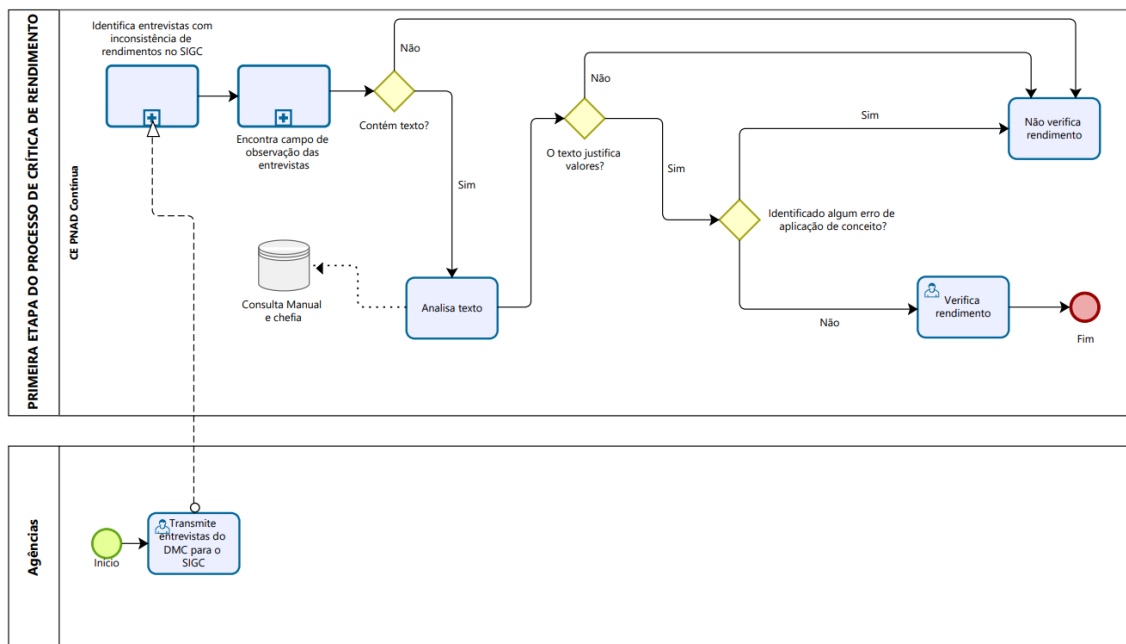 PRIMEIRA ETAPA DO PROCESSO DE CRÍTICA DE RENDIMENTO
CE PNAD Contínua
Identifica entrevistas com
inconsistência de
rendimentos no SIGC
Encontra campo de
observação das
entrevistas
Não
Contém texto?
Sim
Consulta Manual
e chefia
Analisa texto
Não
O texto justifica
valores?
Sim
Sim
Identificado algum erro de
aplicação de conceito?
Não
Não verifica
rendimento
Verifica
rendimento
Fim
Agências
Início
Transmite
entrevistas do
DMC para o
SIGC